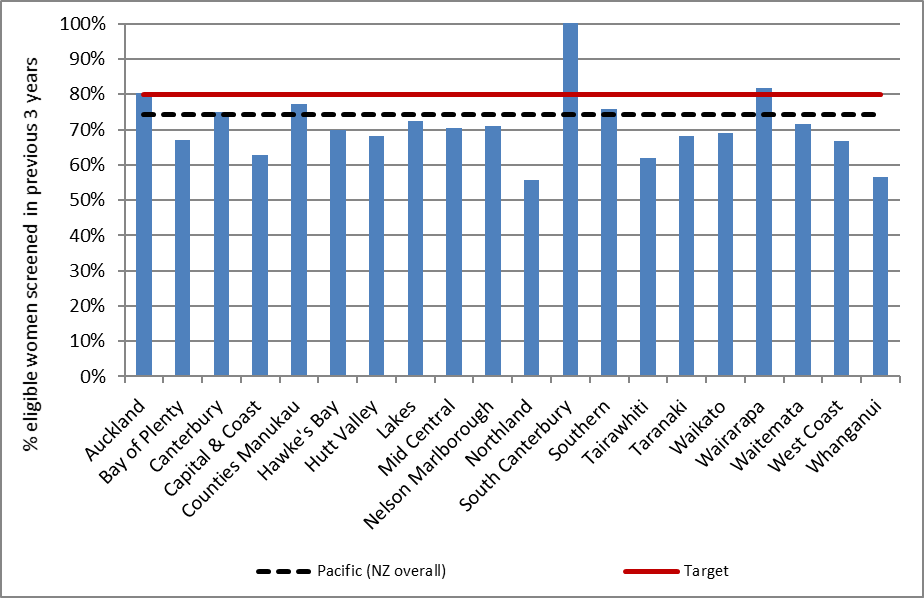 % eligible women screened in previous 3 years
100%
90%
80%
70%
60%
50%
40%
30%
20%
10%
0%
Auckland
Bay of Plenty
Canterbury
Capital & Coast
Counties Manukau
Hawke's Bay
Hutt Valley
Lakes
Mid Central
Nelson Marlborough
Northland
South Canterbury
Southern
Tairawhiti
Taranaki
Waikato
Wairarapa
Waitemata
West Coast
Whanganui
Pacific (NZ overall)
Target